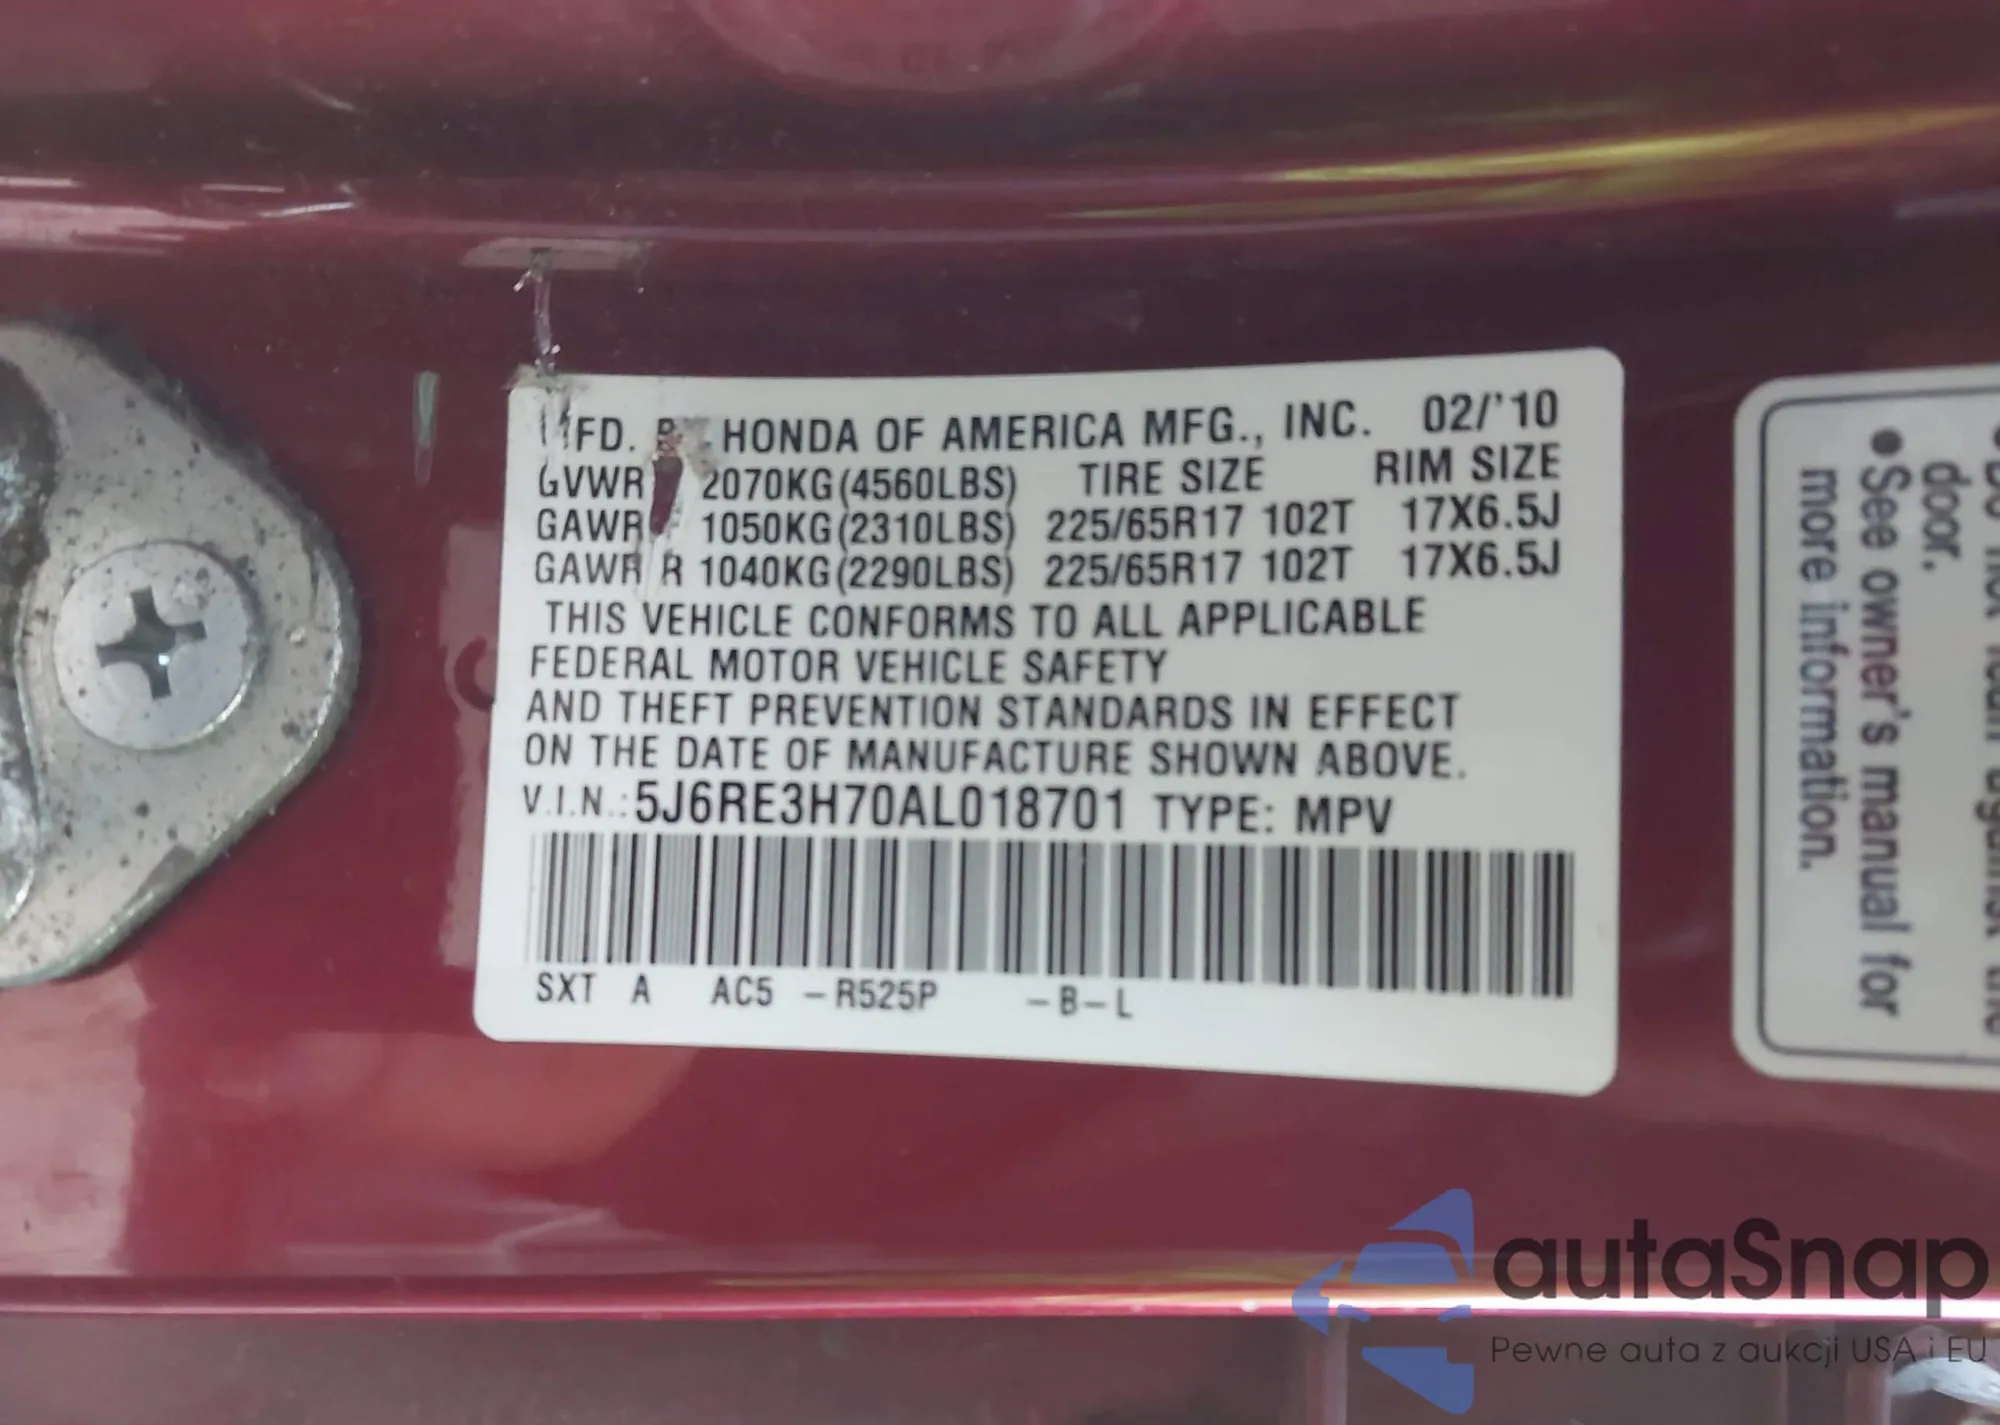 MFD. BY HONDA OF AMERICA MFG., INC. 02/'10
GVWR 2070KG(4560LBS) TIRE SIZE RIM SIZE
GAWR 1050KG(2310LBS) 225/65R17 102T 17X6.5J
GAWR R 1040KG(2290LBS) 225/65R17 102T 17X6.5J
THIS VEHICLE CONFORMS TO ALL APPLICABLE
FEDERAL MOTOR VEHICLE SAFETY
AND THEFT PREVENTION STANDARDS IN EFFECT
ON THE DATE OF MANUFACTURE SHOWN ABOVE.
V.I.N.: 5J6RE3H70AL018701 TYPE: MPV
SXT A AC5 -R525P -B-L
door.
•See owner's manual for
more information.
autaSnap
Pewne auta z aukcji USA i EU